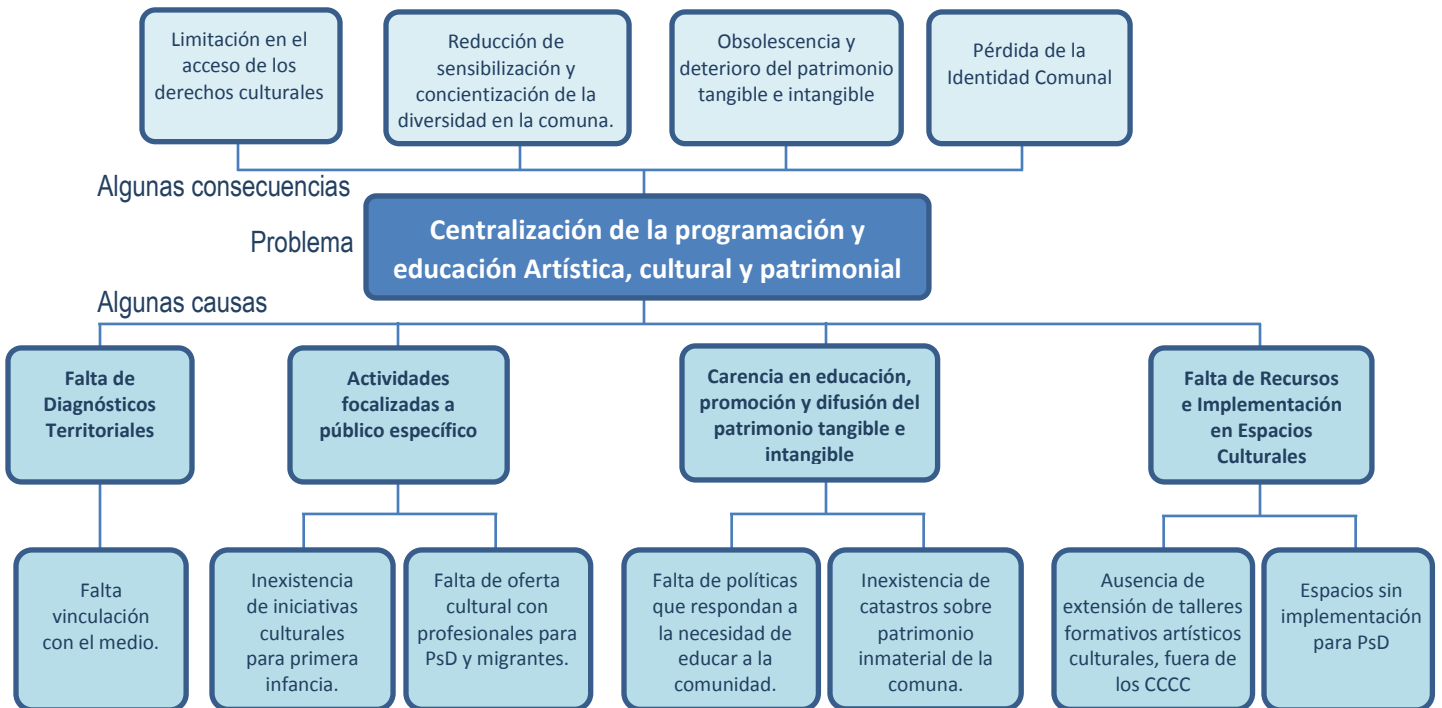 Limitación en el
acceso de los
derechos culturales
Reducción de
sensibilización y
concientización de la
diversidad en la comuna.
Obsolescencia y
deterioro del patrimonio
tangible e intangible
Pérdida de la
Identidad Comunal
Algunas consecuencias
Problema
Centralización de la programación y
educación Artística, cultural y patrimonial
Algunas causas
Falta de
Diagnósticos
Territoriales
Actividades
focalizadas a
público específico
Carencia en educación,
promoción y difusión del
patrimonio tangible e
intangible
Falta de Recursos
e Implementación
en Espacios
Culturales
Falta
vinculación
con el medio.
Inexistencia
de iniciativas
culturales
para primera
infancia.
Falta de oferta
cultural con
profesionales para
PsD y migrantes.
Falta de políticas
que respondan a
la necesidad de
educar a la
comunidad.
Inexistencia de
catastros sobre
patrimonio
inmaterial de la
comuna.
Ausencia de
extensión de talleres
formativos artísticos
culturales, fuera de
los CCCC
Espacios sin
implementación
para PsD